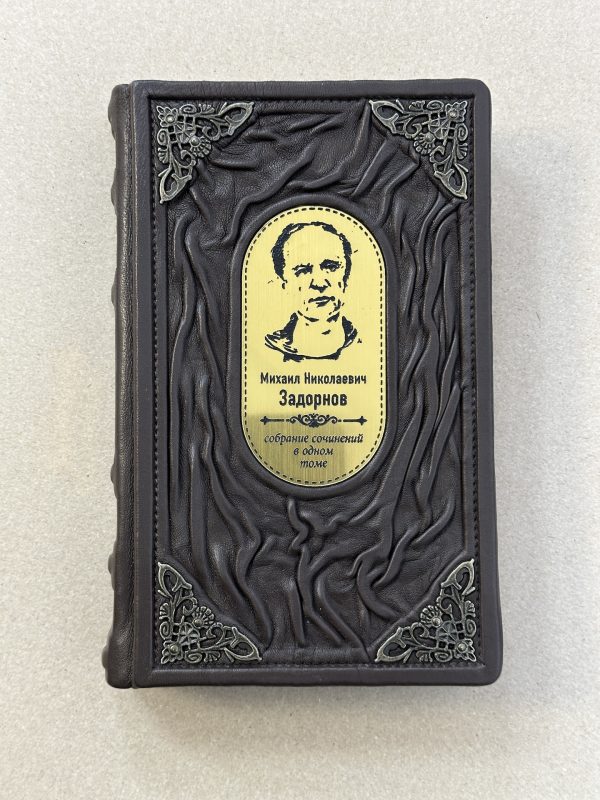 Михаил Николаевич
Задорнов
собрание сочинений
в одном
томе